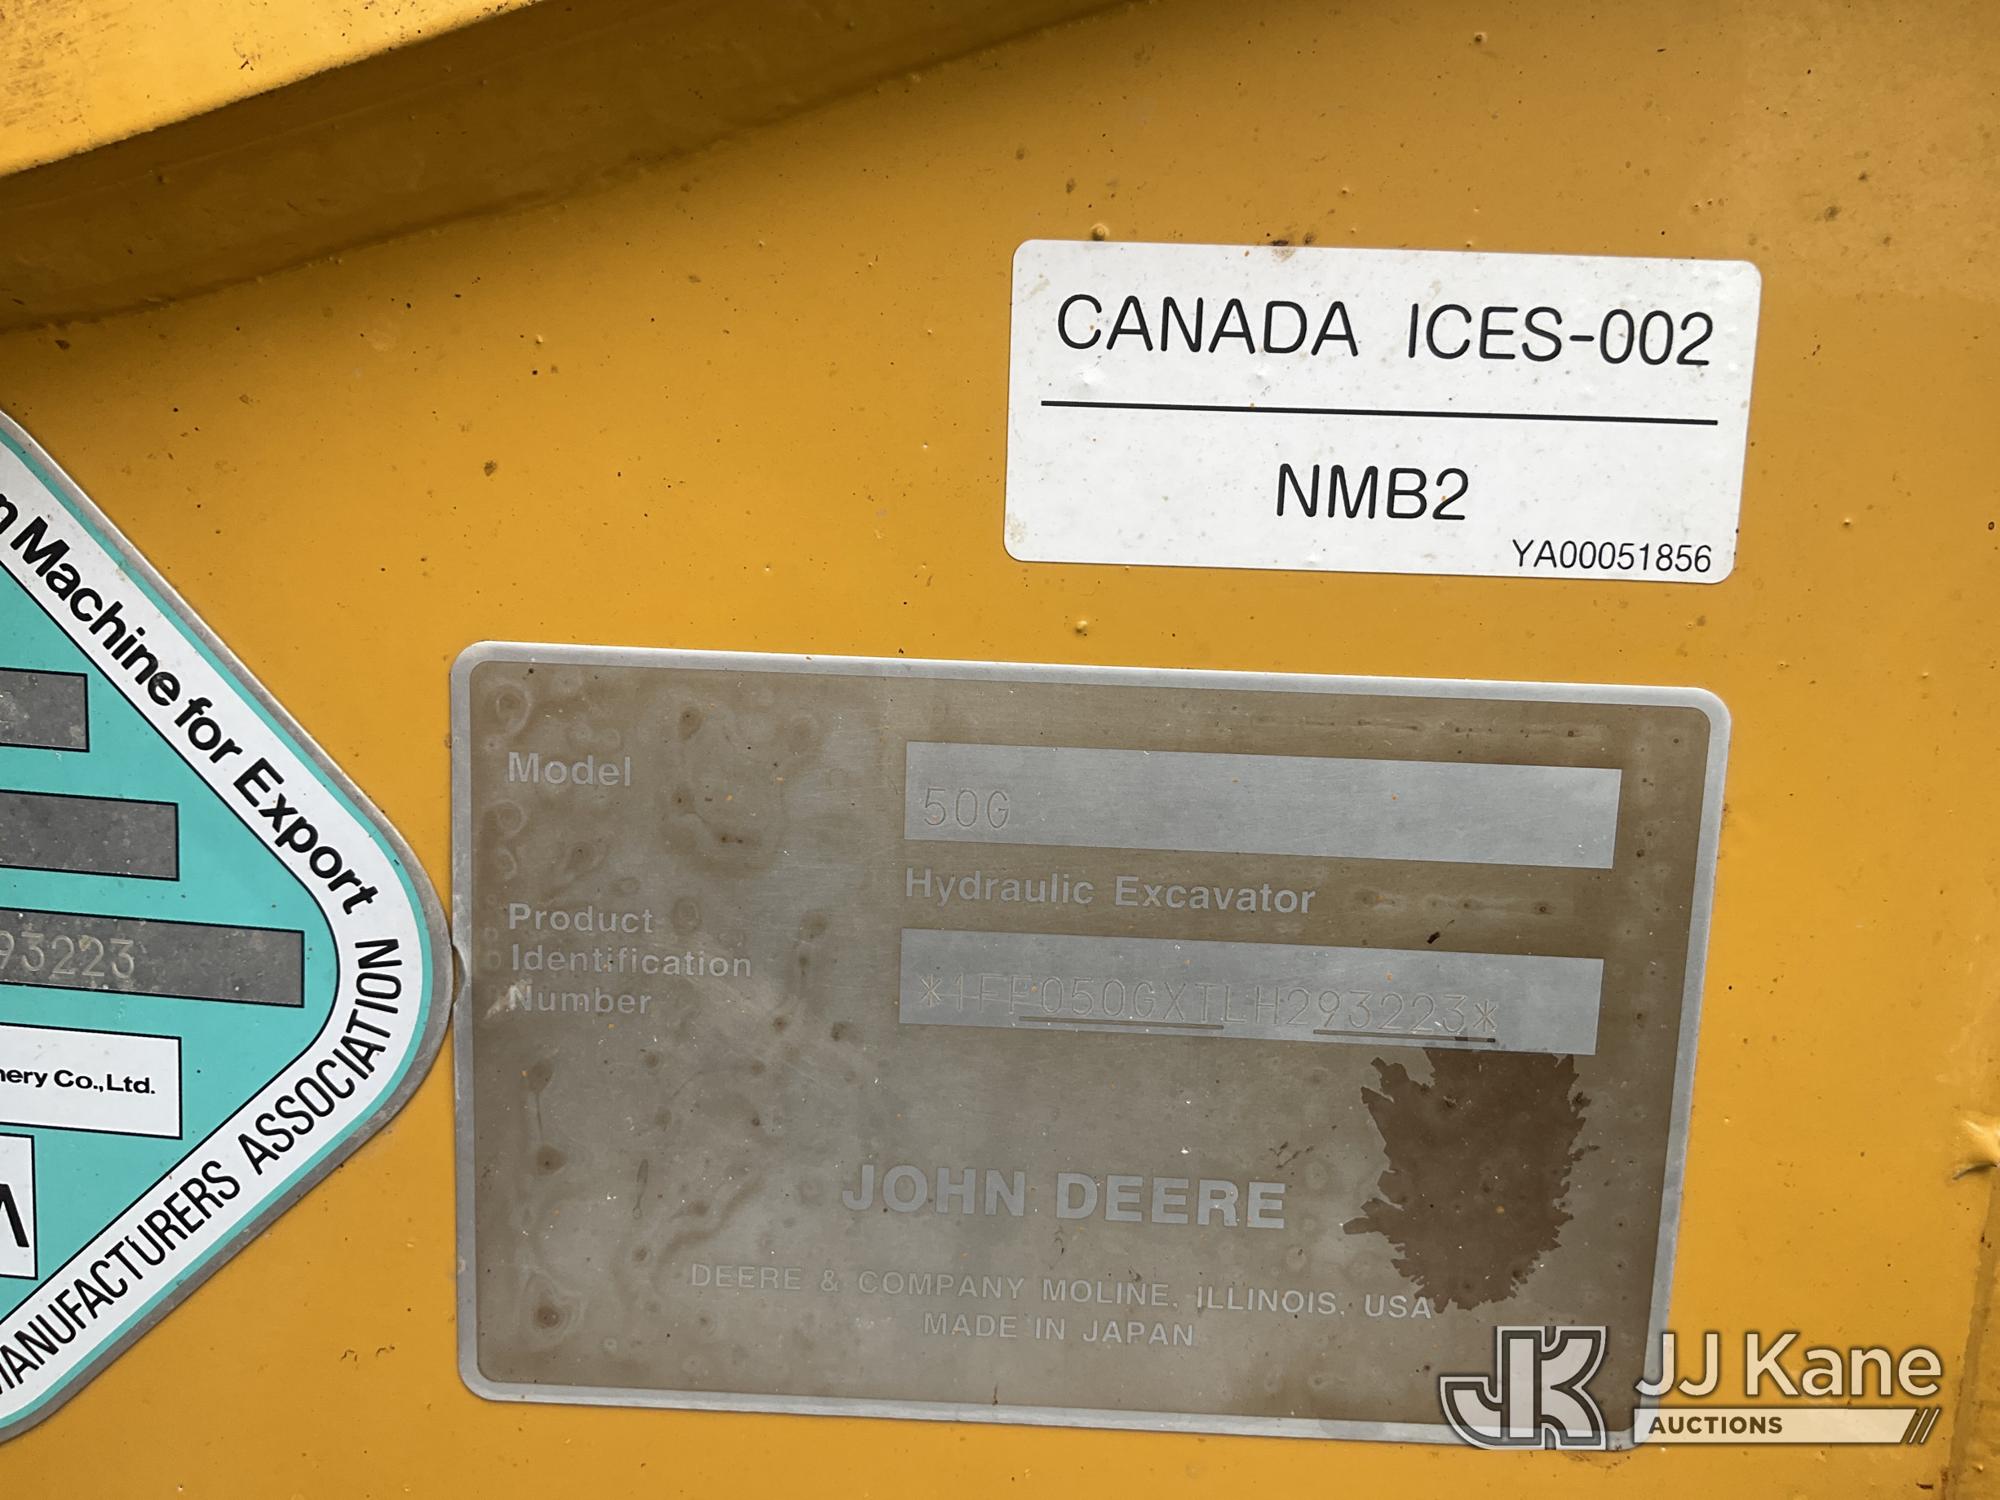 CANADA ICES-002
NMB2
YA00051856
Machine for Export
MANUFACTURERS ASSOCIATION
93223
Co.,Ltd.
Model
50G
Hydraulic Excavator
Product
Identification
Number
*1FF050GXTLH293223*
JOHN DEERE
DEERE & COMPANY MOLINE, ILLINOIS, USA
MADE IN JAPAN
JK
JJ Kane
AUCTIONS